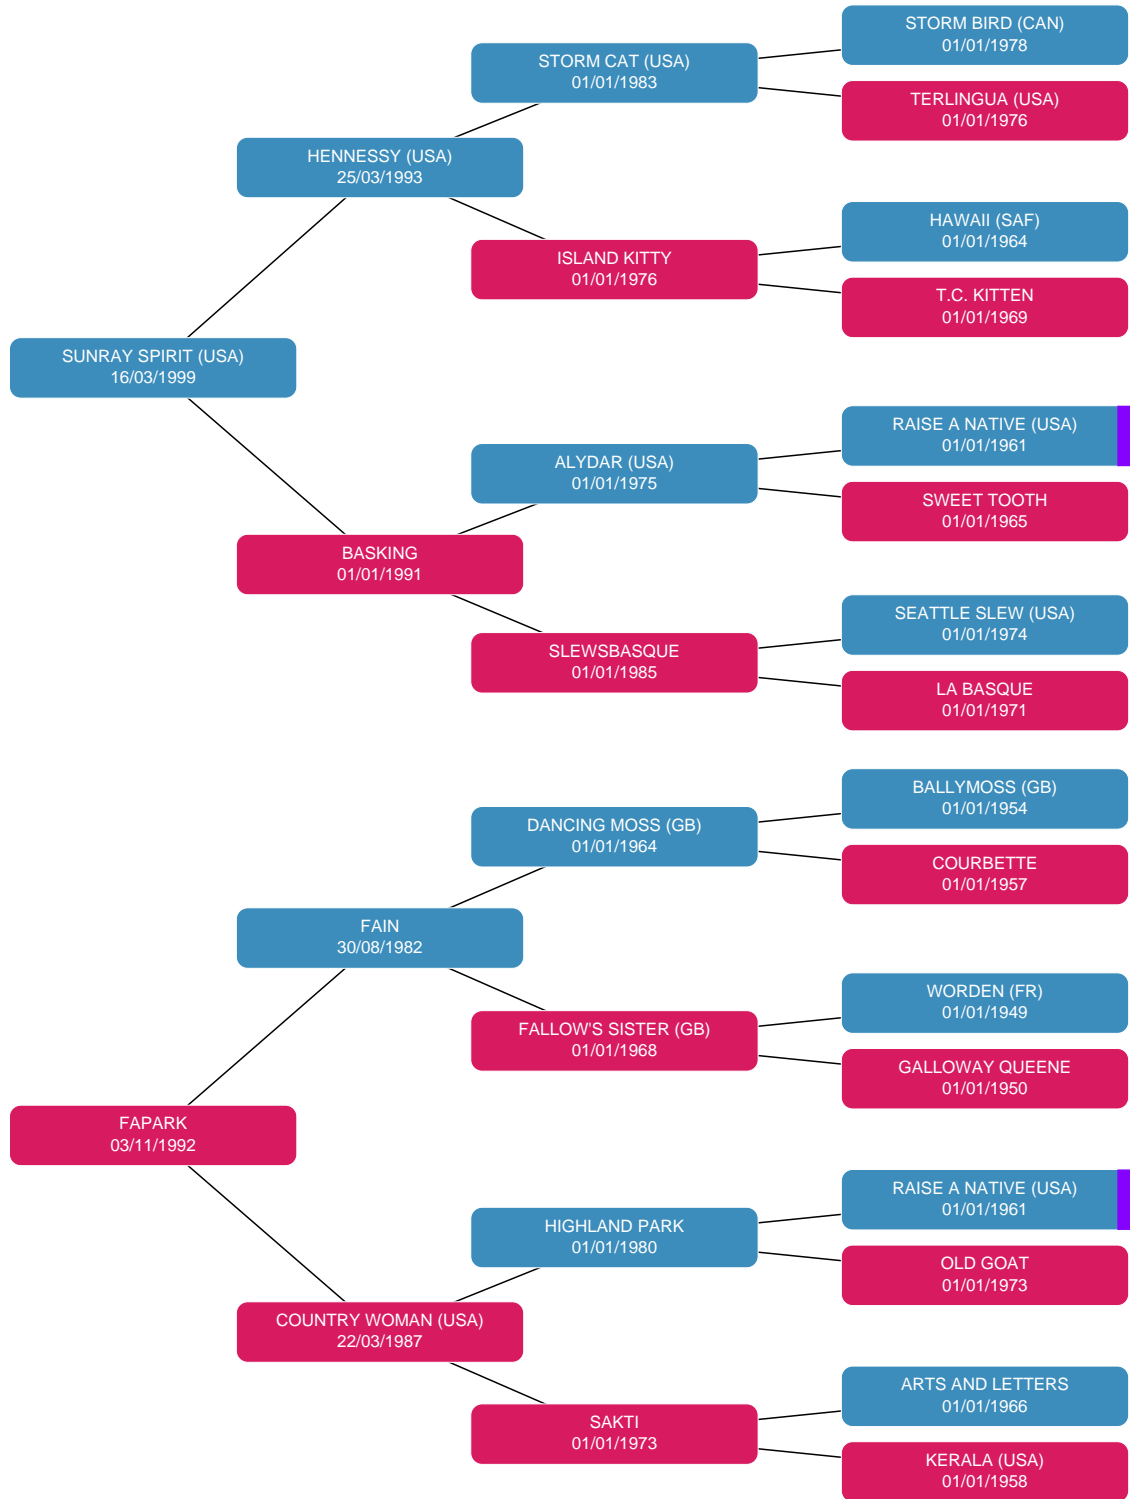 STORM BIRD (CAN)
01/01/1978
STORM CAT (USA)
01/01/1983
TERLINGUA (USA)
01/01/1976
HENNESSY (USA)
25/03/1993
HAWAII (SAF)
01/01/1964
ISLAND KITTY
01/01/1976
T.C. KITTEN
01/01/1969
SUNRAY SPIRIT (USA)
16/03/1999
RAISE A NATIVE (USA)
01/01/1961
ALYDAR (USA)
01/01/1975
SWEET TOOTH
01/01/1965
BASKING
01/01/1991
SEATTLE SLEW (USA)
01/01/1974
SLEWSBASQUE
01/01/1985
LA BASQUE
01/01/1971
BALLYMOSS (GB)
01/01/1954
DANCING MOSS (GB)
01/01/1964
COURBETTE
01/01/1957
FAIN
30/08/1982
WORDEN (FR)
01/01/1949
FALLOW'S SISTER (GB)
01/01/1968
GALLOWAY QUEENE
01/01/1950
FAPARK
03/11/1992
RAISE A NATIVE (USA)
01/01/1961
HIGHLAND PARK
01/01/1980
OLD GOAT
01/01/1973
COUNTRY WOMAN (USA)
22/03/1987
ARTS AND LETTERS
01/01/1966
SAKTI
01/01/1973
KERALA (USA)
01/01/1958